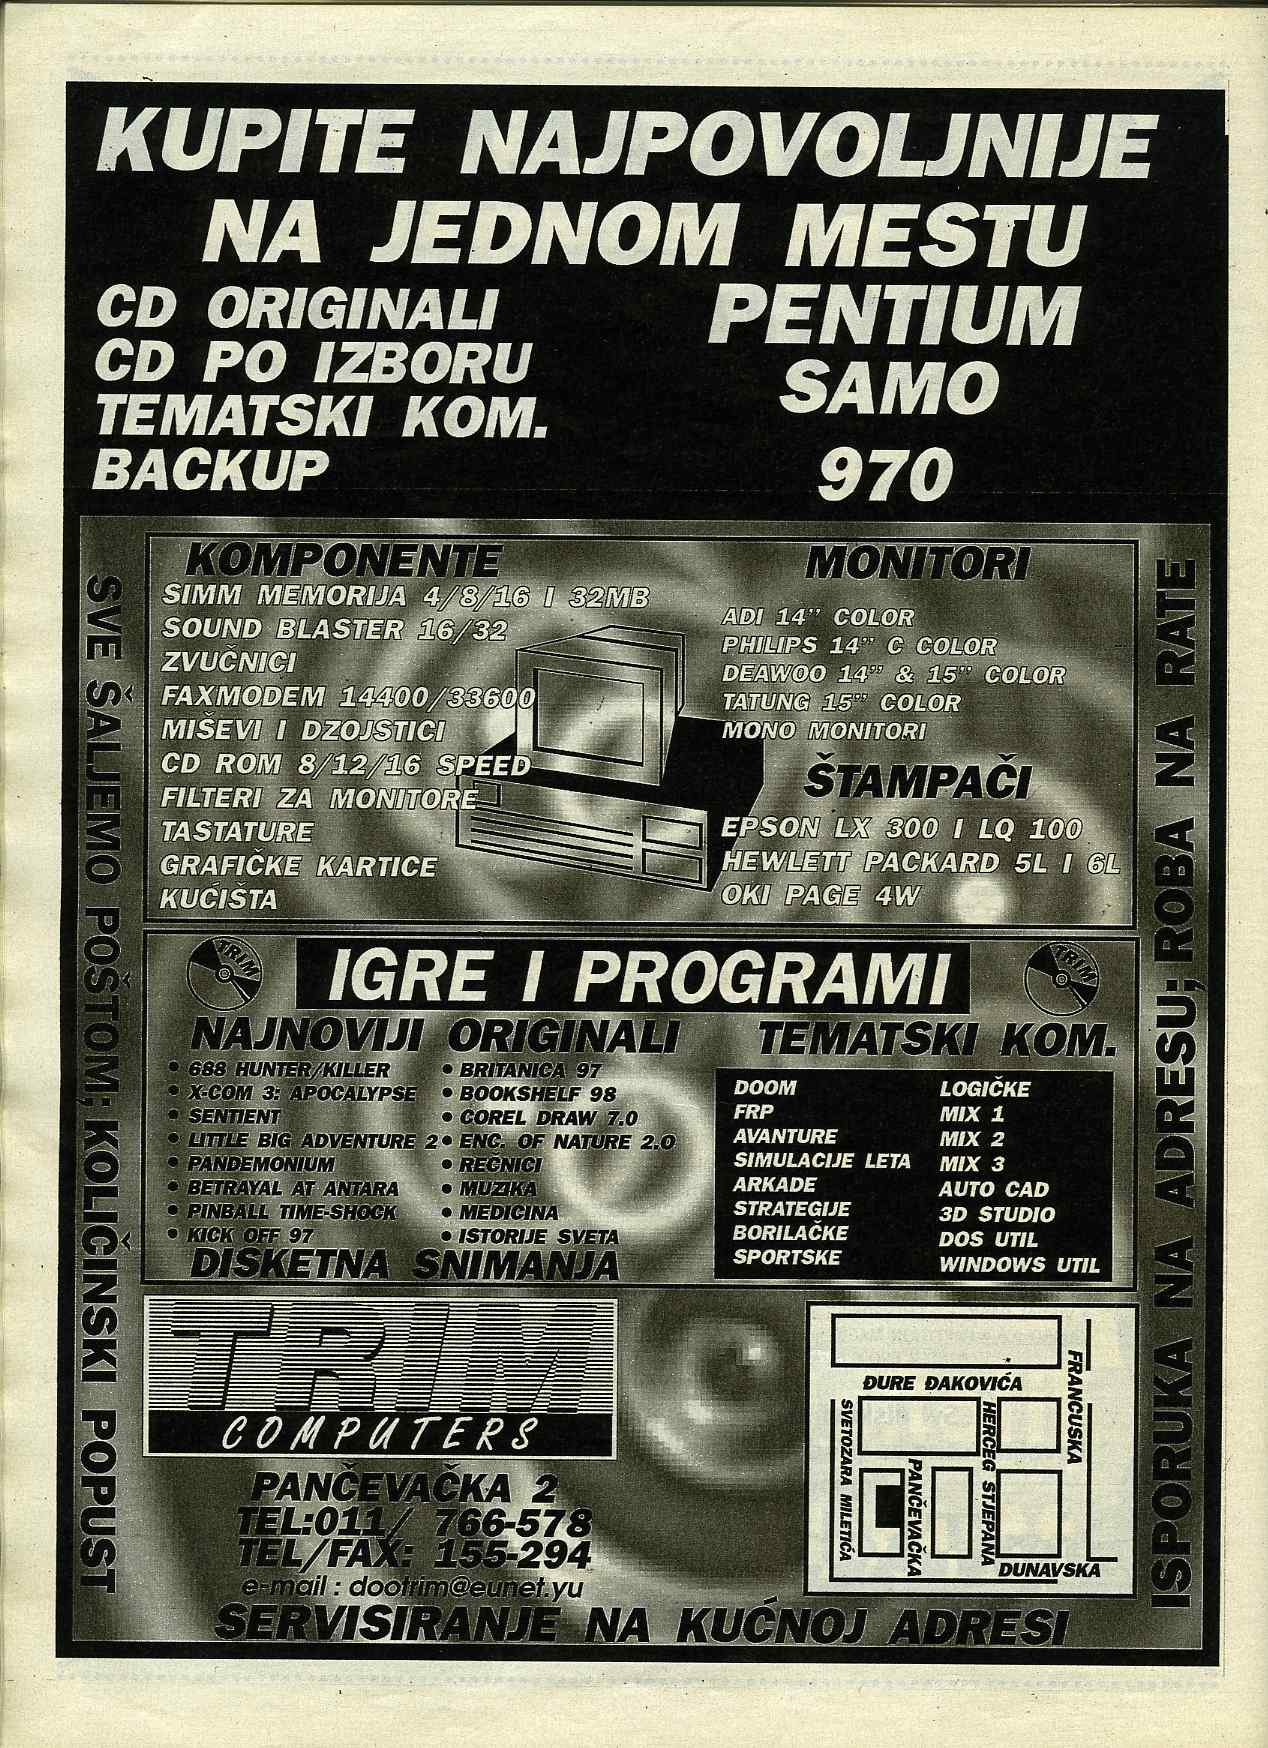 KUPITE NAJPOVOLJNIJE
NA JEDNOM MESTU
CD ORIGINALI
CD PO IZBORU
TEMATSKI KOM.
BACKUP
PENTIUM
SAMO
970
SVE ŠALJEMO POŠTOM; KOLIČINSKI POPUST
KOMPONENTE
SIMM MEMORIJA 4/8/16 I 32MB
SOUND BLASTER 16/32
ZVUČNICI
FAXMODEM 14400/33600
MIŠEVI I DZOJSTICI
CD ROM 8/12/16 SPEED
FILTERI ZA MONITORE
TASTATURE
GRAFIČKE KARTICE
KUĆIŠTA
MONITORI
ADI 14" COLOR
PHILIPS 14" C COLOR
DEAWOO 14" & 15" COLOR
TATUNG 15" COLOR
MONO MONITORI
ŠTAMPAČI
EPSON LX 300 I LQ 100
HEWLETT PACKARD 5L I 6L
OKI PAGE 4W
ISPORUKA NA ADRESU; ROBA NA RATE
TRIM
IGRE I PROGRAMI
TRIM
NAJNOVIJI ORIGINALI
• 688 HUNTER/KILLER
• X-COM 3: APOCALYPSE
• SENTIENT
• LITTLE BIG ADVENTURE 2
• PANDEMONIUM
• BETRAYAL AT ANTARA
• PINBALL TIME-SHOCK
• KICK OFF 97
• BRITANICA 97
• BOOKSHELF 98
• COREL DRAW 7.0
• ENC. OF NATURE 2.0
• REČNICI
• MUZIKA
• MEDICINA
• ISTORIJE SVETA
DISKETNA SNIMANJA
TEMATSKI KOM.
DOOM
FRP
AVANTURE
SIMULACIJE LETA
ARKADE
STRATEGIJE
BORILAČKE
SPORTSKE
LOGIČKE
MIX 1
MIX 2
MIX 3
AUTO CAD
3D STUDIO
DOS UTIL
WINDOWS UTIL
TRIM
COMPUTERS
PANČEVAČKA 2
TEL:011/ 766-578
TEL/FAX: 155-294
e-mail : dootrim@eunet.yu
ĐURE ĐAKOVIĆA
FRANCUSKA
SVETOZARA MILETIĆA
PANČEVAČKA
HERCEG STJEPANA
DUNAVSKA
SERVISIRANJE NA KUĆNOJ ADRESI